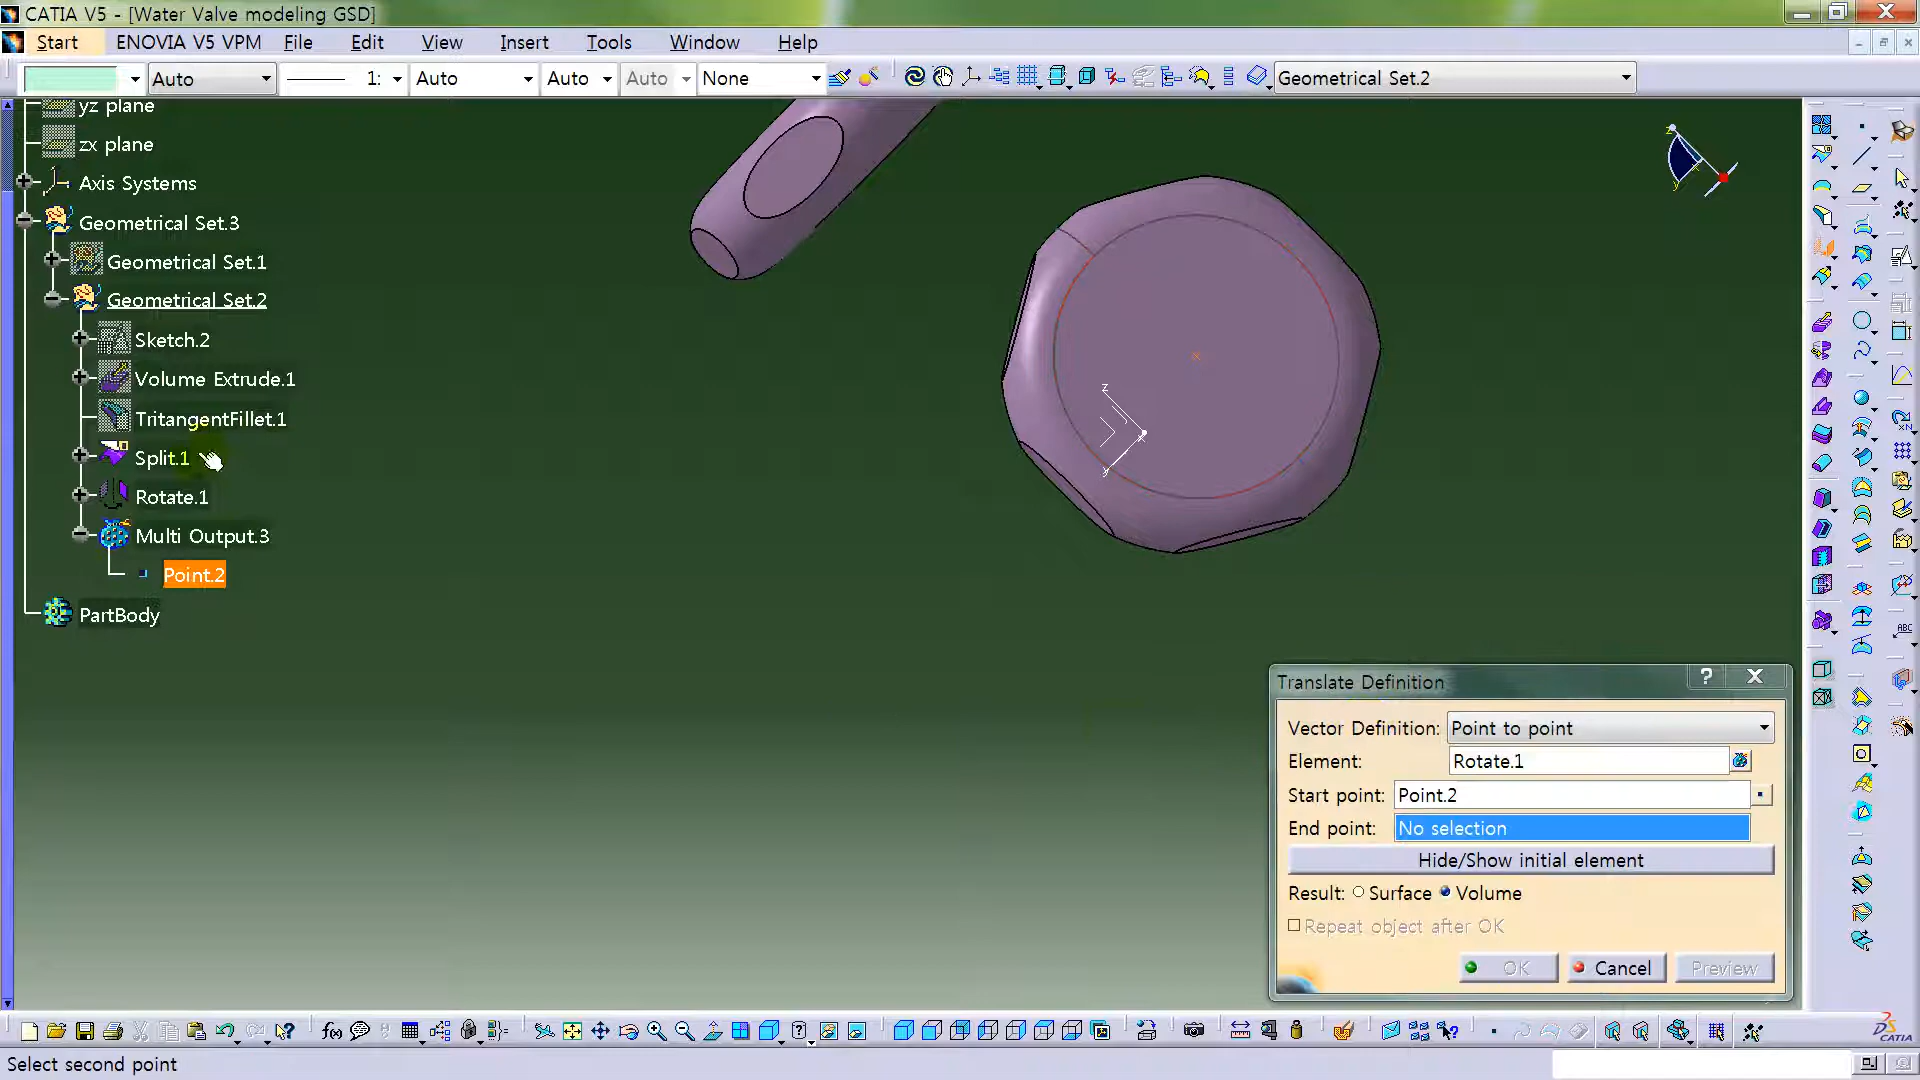 CATIA V5 - [Water Valve modeling GSD]
Start ENOVIA V5 VPM File Edit View Insert Tools Window Help
Auto 1: Auto Auto Auto None Geometrical Set.2
yz plane
zx plane
Axis Systems
Geometrical Set.3
Geometrical Set.1
Geometrical Set.2
Sketch.2
Volume Extrude.1
TritangentFillet.1
Split.1
Rotate.1
Multi Output.3
Point.2
PartBody
z
y
z
y
Translate Definition
Vector Definition: Point to point
Element: Rotate.1
Start point: Point.2
End point: No selection
Hide/Show initial element
Result: Surface Volume
Repeat object after OK
OK Cancel Preview
ABC
f(x)
CATIA
Select second point